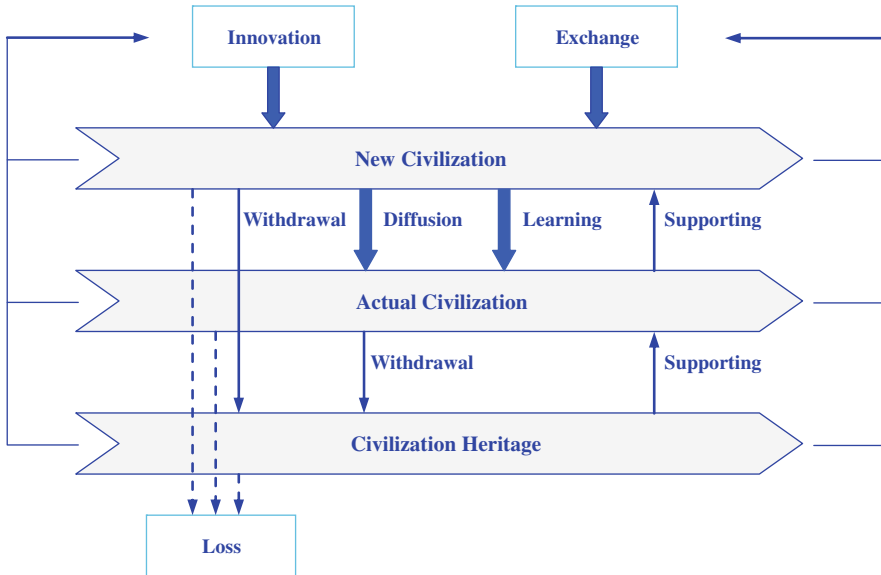 Innovation
Exchange
New Civilization
Withdrawal
Diffusion
Learning
Supporting
Actual Civilization
Withdrawal
Supporting
Civilization Heritage
Loss